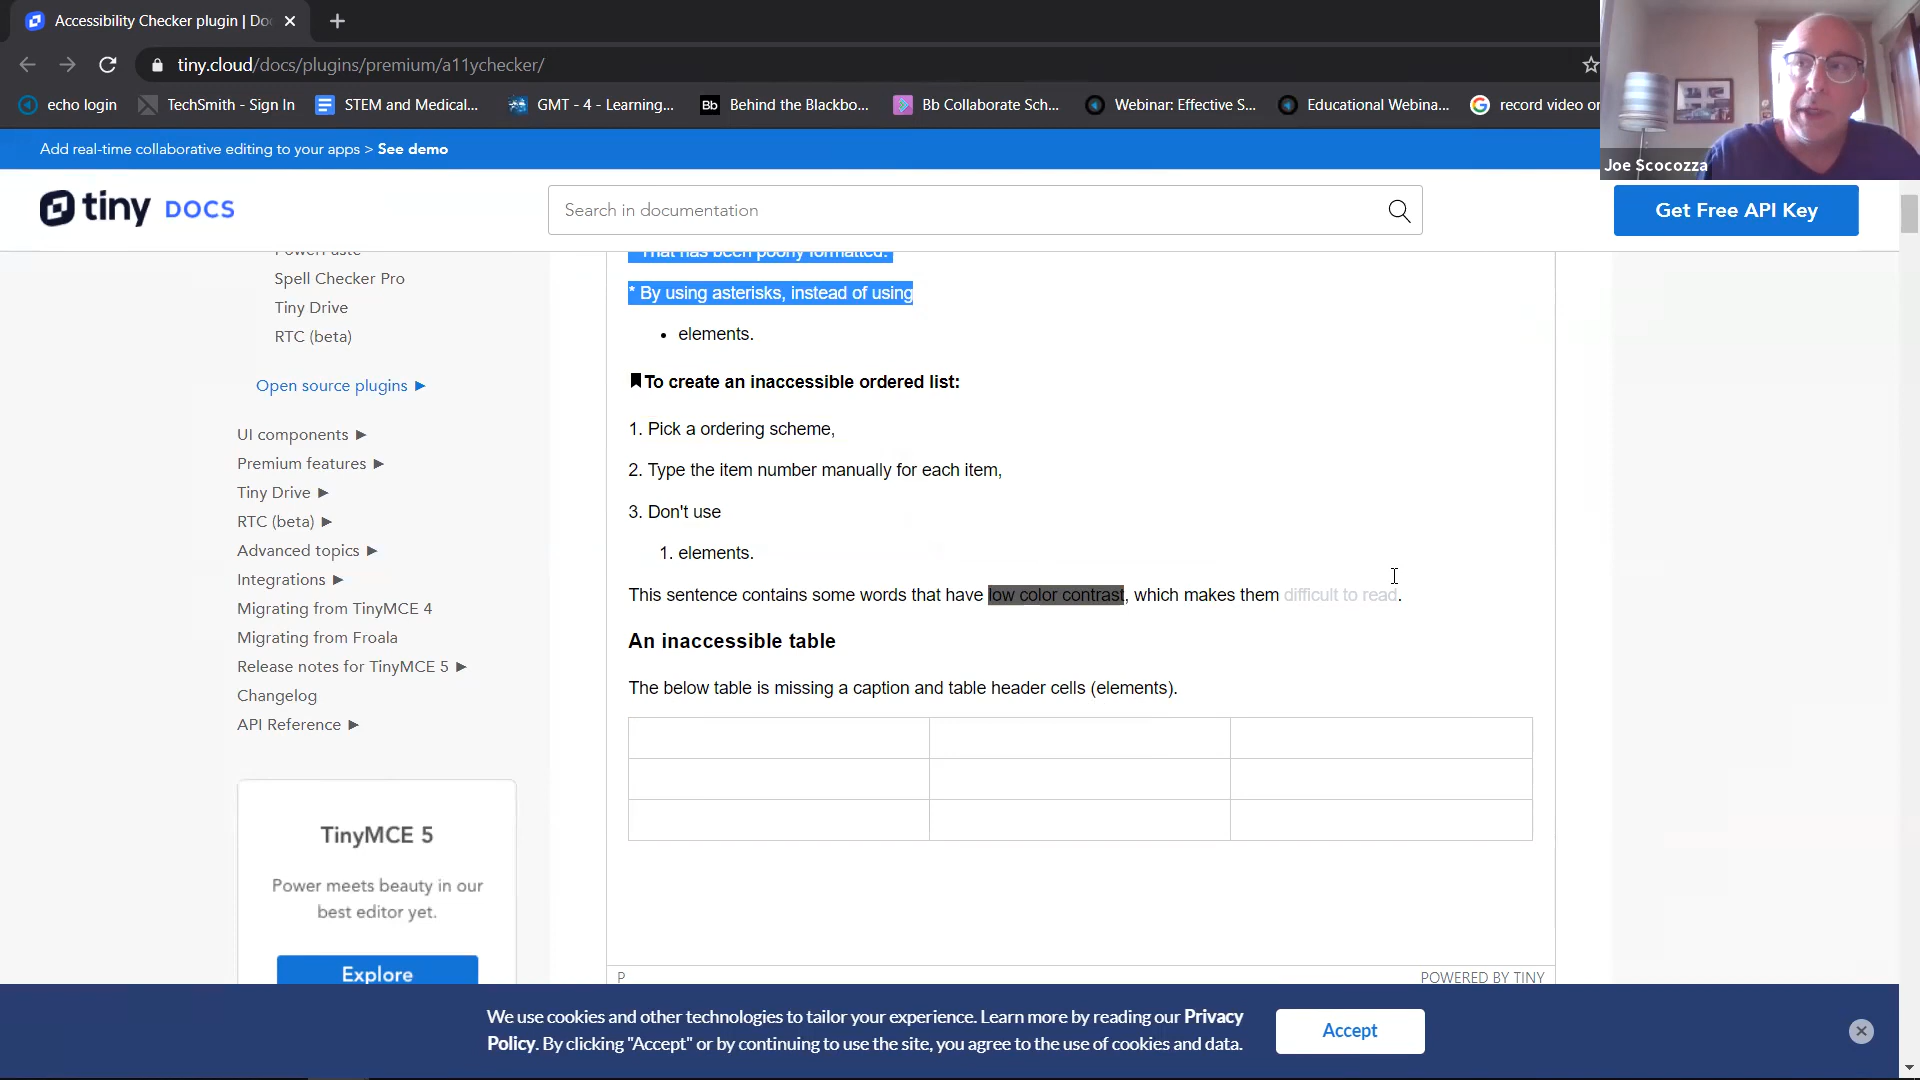 Accessibility Checker plugin | Do
tiny.cloud/docs/plugins/premium/a11ychecker/
echo login
TechSmith - Sign In
STEM and Medical...
GMT - 4 - Learning...
Bb Behind the Blackbo...
Bb Collaborate Sch...
Webinar: Effective S...
Educational Webina...
record video or
Joe Scocozza
Add real-time collaborative editing to your apps > See demo
tiny DOCS
Search in documentation
Get Free API Key
PowerPaste
Spell Checker Pro
Tiny Drive
RTC (beta)
Open source plugins ▶
UI components ▶
Premium features ▶
Tiny Drive ▶
RTC (beta) ▶
Advanced topics ▶
Integrations ▶
Migrating from TinyMCE 4
Migrating from Froala
Release notes for TinyMCE 5 ▶
Changelog
API Reference ▶
TinyMCE 5
Power meets beauty in our
best editor yet.
Explore
* That has been poorly formatted.
* By using asterisks, instead of using
• elements.
To create an inaccessible ordered list:
1. Pick a ordering scheme,
2. Type the item number manually for each item,
3. Don't use
1. elements.
This sentence contains some words that have low color contrast, which makes them difficult to read.
An inaccessible table
The below table is missing a caption and table header cells (elements).
P
POWERED BY TINY
We use cookies and other technologies to tailor your experience. Learn more by reading our Privacy
Policy. By clicking "Accept" or by continuing to use the site, you agree to the use of cookies and data.
Accept